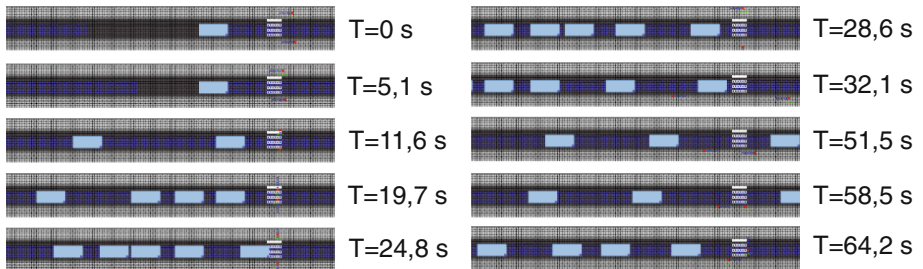 T=0 s
T=5,1 s
T=11,6 s
T=19,7 s
T=24,8 s
T=28,6 s
T=32,1 s
T=51,5 s
T=58,5 s
T=64,2 s